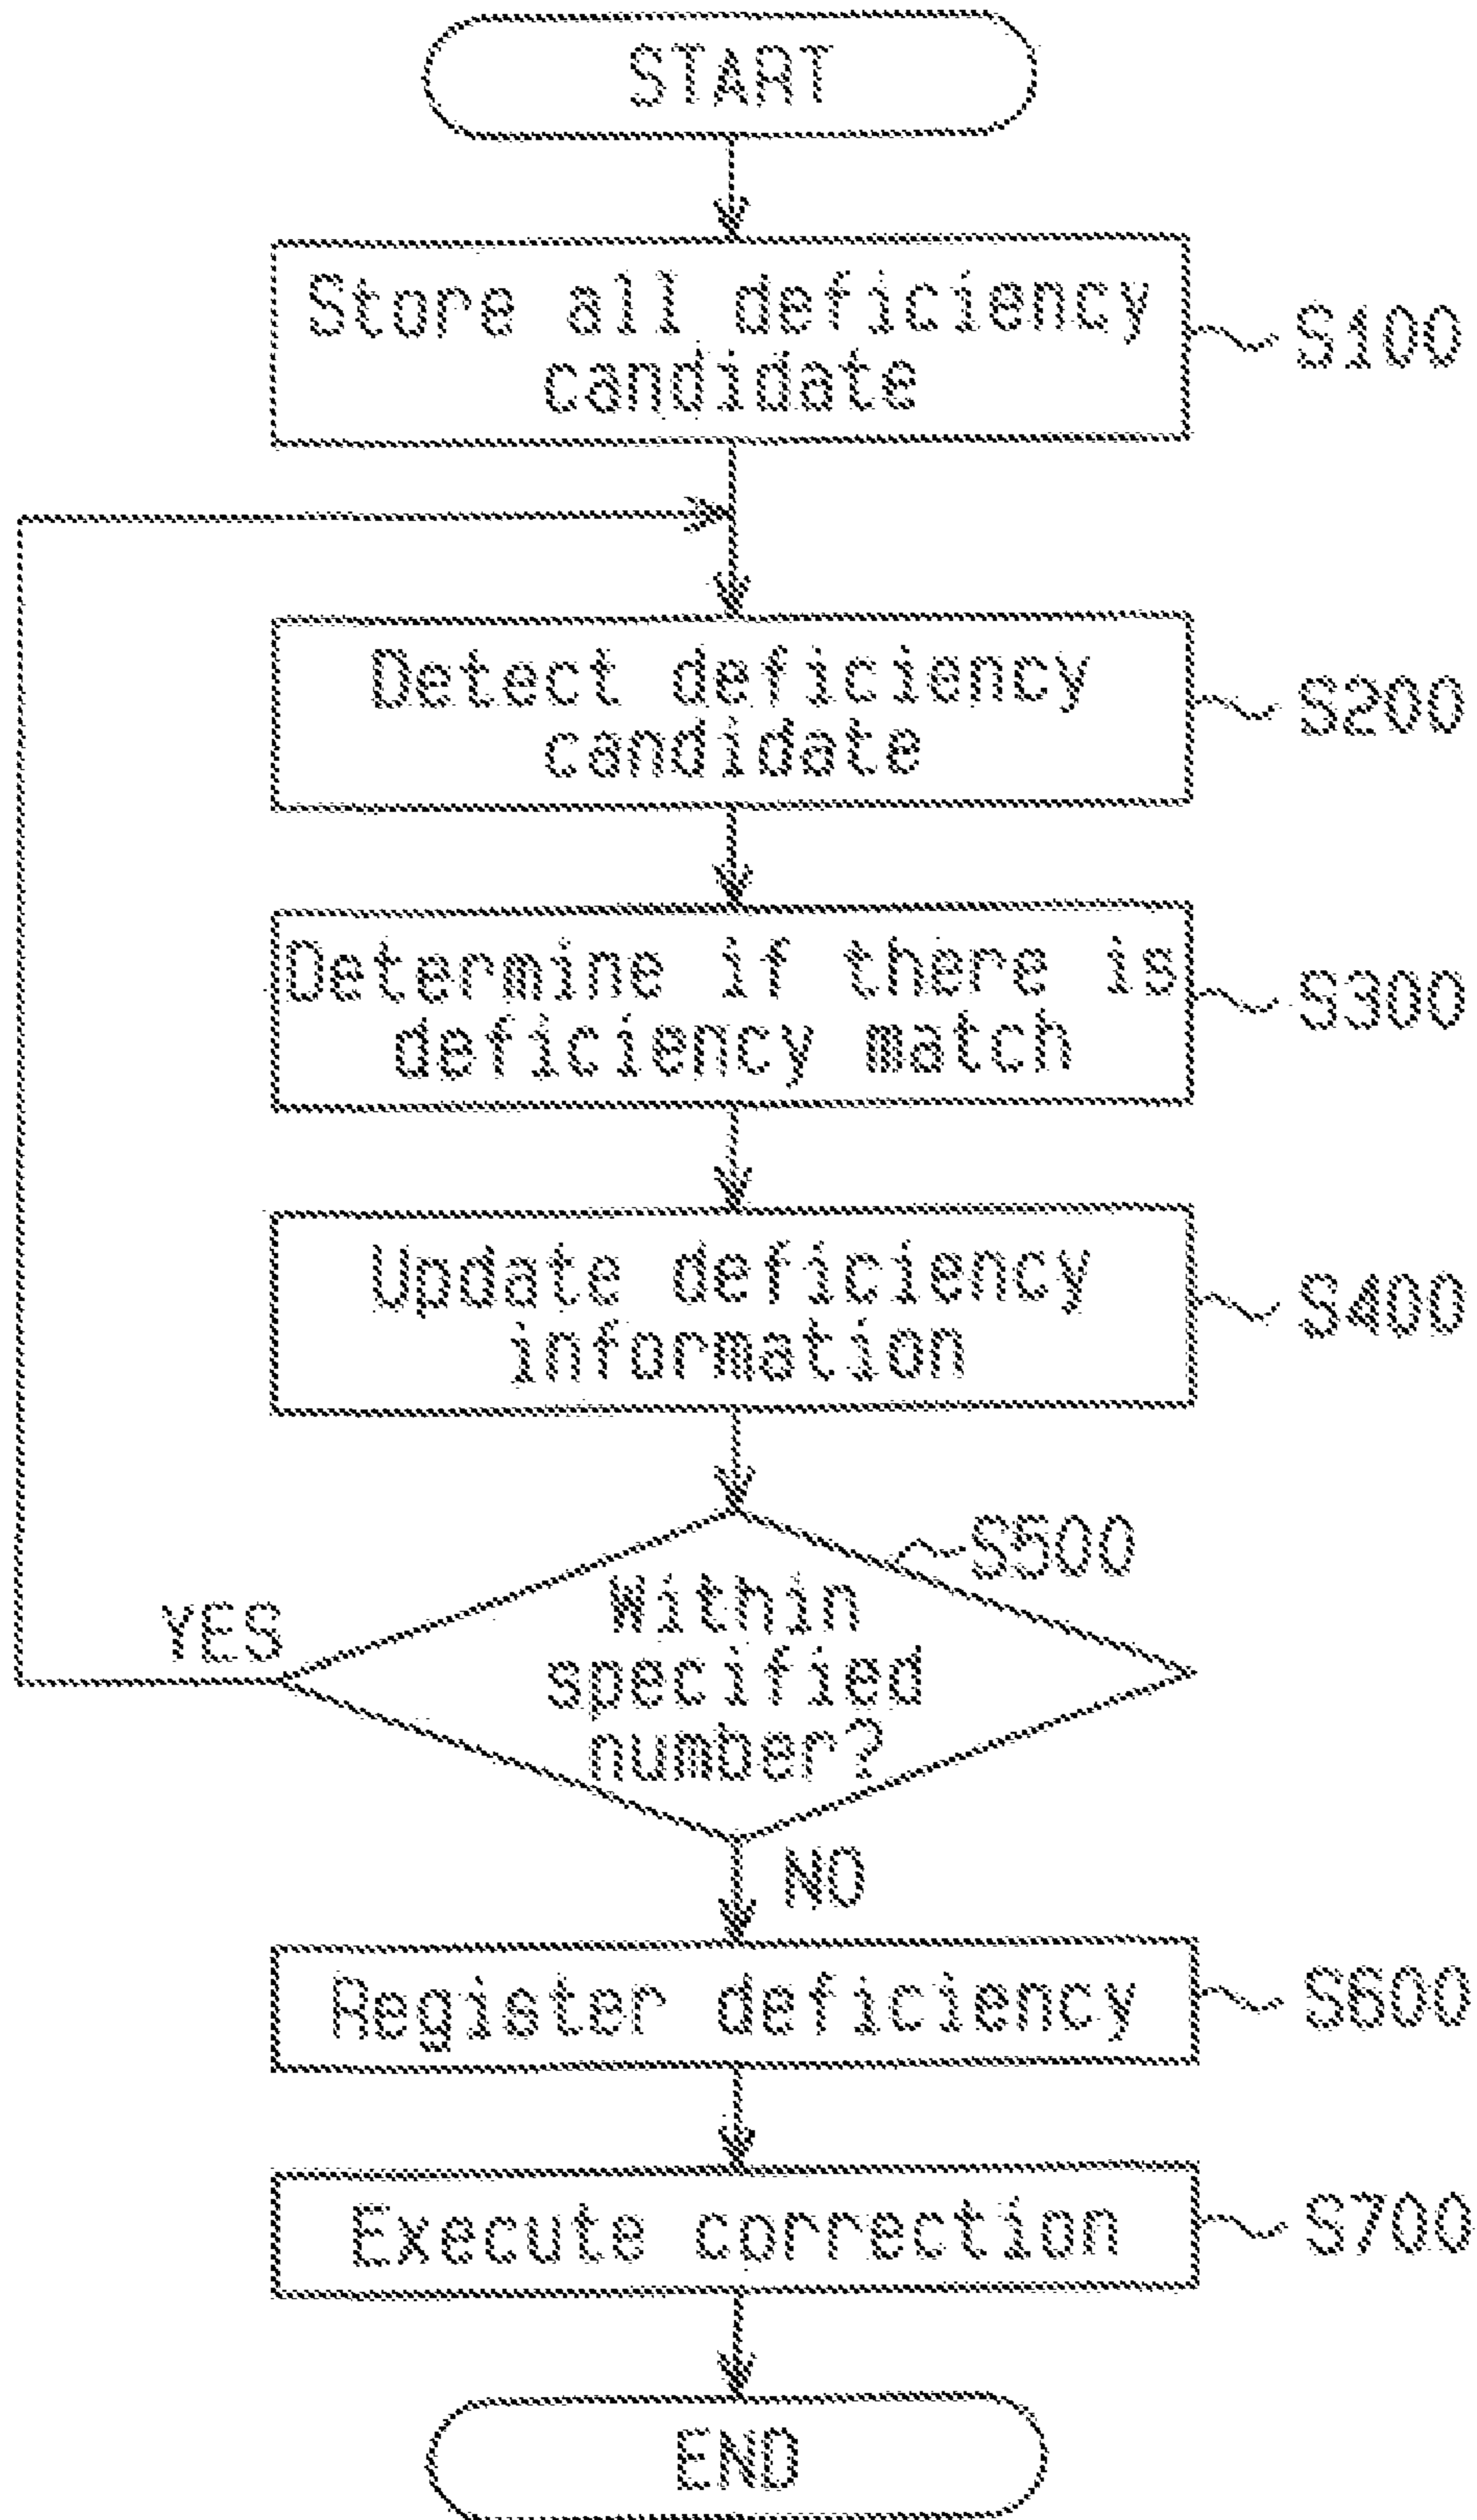 START
Store all deficiency
candidate
S100
Detect deficiency
candidate
S200
Determine if there is
deficiency match
S300
Update deficiency
information
S400
S500
Within
specified
number?
YES
NO
Register deficiency
S600
Execute correction
S700
END